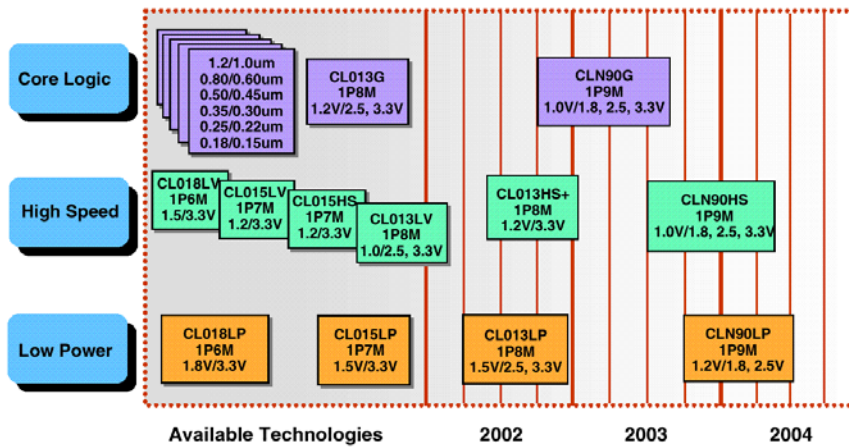 Core Logic
1.2/1.0um
0.80/0.60um
0.50/0.45um
0.35/0.30um
0.25/0.22um
0.18/0.15um
CL013G
1P8M
1.2V/2.5, 3.3V
CLN90G
1P9M
1.0V/1.8, 2.5, 3.3V
High Speed
CL018LV
1P6M
1.5/3.3V
CL015LV
1P7M
1.2/3.3V
CL015HS
1P7M
1.2/3.3V
CL013LV
1P8M
1.0/2.5, 3.3V
CL013HS+
1P8M
1.2V/3.3V
CLN90HS
1P9M
1.0V/1.8, 2.5, 3.3V
Low Power
CL018LP
1P6M
1.8V/3.3V
CL015LP
1P7M
1.5V/3.3V
CL013LP
1P8M
1.5V/2.5, 3.3V
CLN90LP
1P9M
1.2V/1.8, 2.5V
Available Technologies
2002
2003
2004